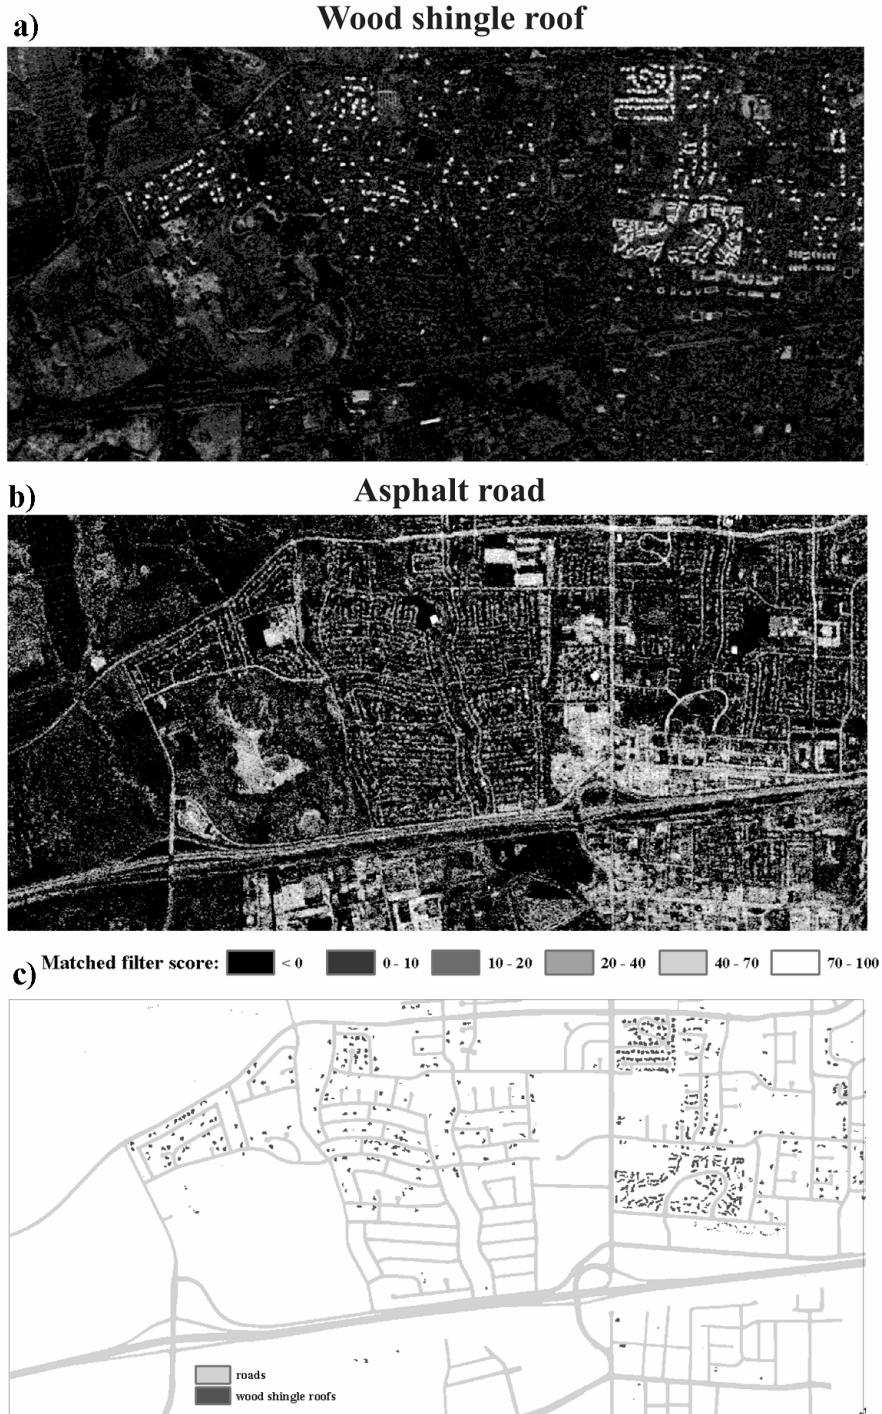 a)
Wood shingle roof
b)
Asphalt road
Matched filter score: < 0 0 - 10 10 - 20 20 - 40 40 - 70 70 - 100
c)
roads
wood shingle roofs